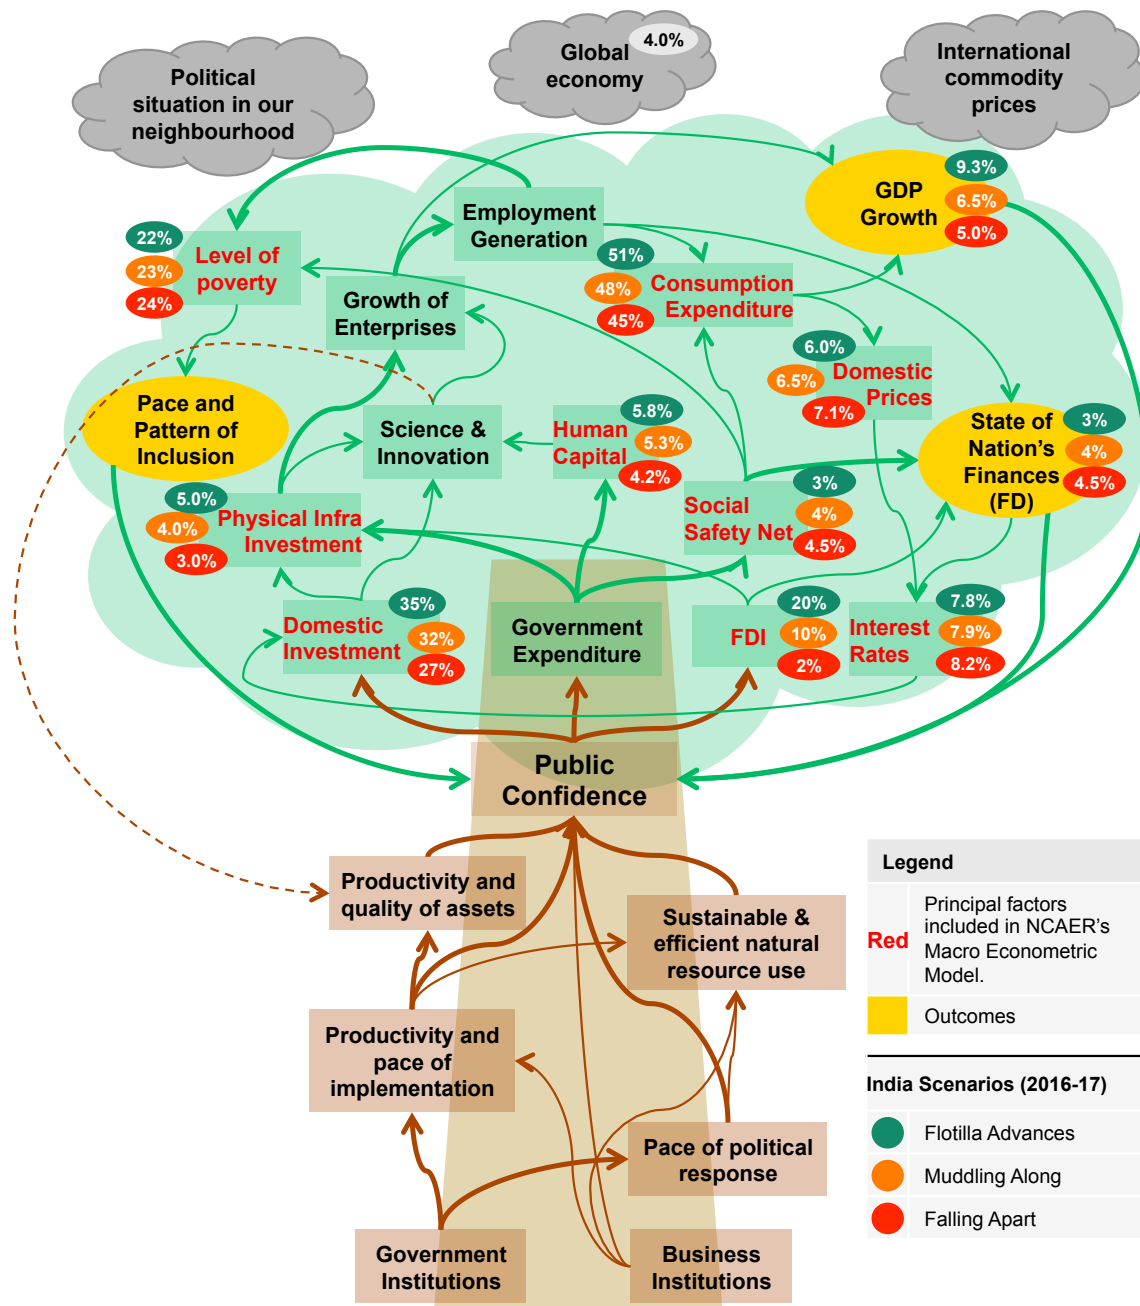 Political
situation in our
neighbourhood
Global
economy
4.0%
International
commodity
prices
GDP
Growth
9.3%
6.5%
5.0%
Employment
Generation
22%
23%
24%
Level of
poverty
Growth of
Enterprises
51%
48%
45%
Consumption
Expenditure
6.0%
6.5%
7.1%
Domestic
Prices
Pace and
Pattern of
Inclusion
Science &
Innovation
Human
Capital
5.8%
5.3%
4.2%
State of
Nation's
Finances
(FD)
3%
4%
4.5%
5.0%
4.0%
3.0%
Physical Infra
Investment
Social
Safety Net
3%
4%
4.5%
Domestic
Investment
35%
32%
27%
Government
Expenditure
FDI
20%
10%
2%
Interest
Rates
7.8%
7.9%
8.2%
Public
Confidence
Productivity and
quality of assets
Sustainable &
efficient natural
resource use
Productivity and
pace of
implementation
Pace of political
response
Government
Institutions
Business
Institutions
Legend
Red
Principal factors
included in NCAER's
Macro Econometric
Model.
Outcomes
India Scenarios (2016-17)
Flotilla Advances
Muddling Along
Falling Apart